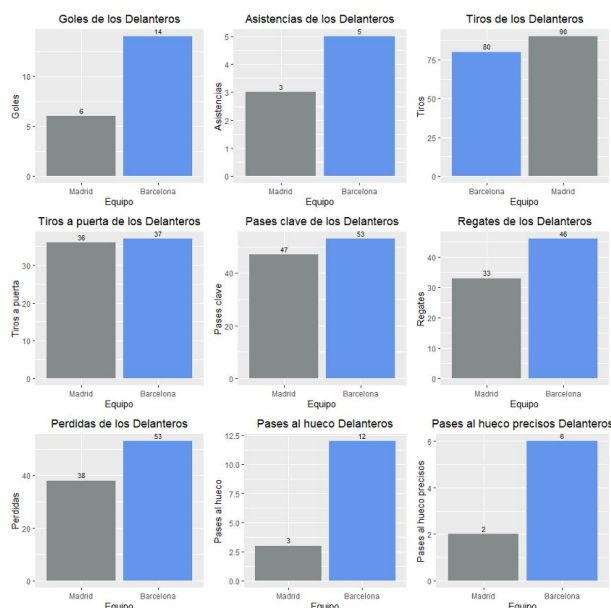 Goles de los Delanteros
14
6
10
5
0
Goles
Madrid Barcelona
Equipo
Asistencias de los Delanteros
5
3
5
4
3
2
1
0
Asistencias
Madrid Barcelona
Equipo
Tiros de los Delanteros
80
90
75
50
25
0
Tiros
Barcelona Madrid
Equipo
Tiros a puerta de los Delanteros
36
37
30
20
10
0
Tiros a puerta
Madrid Barcelona
Equipo
Pases clave de los Delanteros
47
53
40
20
0
Pases clave
Madrid Barcelona
Equipo
Regates de los Delanteros
33
46
40
30
20
10
0
Regates
Madrid Barcelona
Equipo
Perdidas de los Delanteros
38
53
40
20
0
Perdidas
Madrid Barcelona
Equipo
Pases al hueco Delanteros
12
3
12.5
10.0
7.5
5.0
2.5
0.0
Pases al hueco
Madrid Barcelona
Equipo
Pases al hueco precisos Delanteros
6
2
6
4
2
0
Pases al hueco precisos
Madrid Barcelona
Equipo